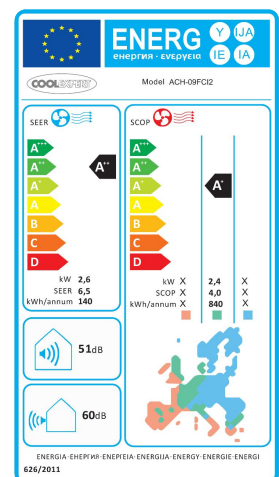 ENERG Y IJA
енергия · ενεργεια IE IA
COOLEXPERT Model ACH-09FCI2
SEER SCOP
A+++ A+++
A++ A++ A++
A+ A+ A+
A A
B B
C C
D D
kW 2,6 kW X 2,4 X
SEER 6,5 SCOP X 4,0 X
kWh/annum 140 kWh/annum X 840 X
51dB
60dB
ENERGIA·ЕНЕРГИЯ·ΕΝΕΡΓΕΙΑ·ENERGIJA·ENERGY·ENERGIE·ENERGI
626/2011